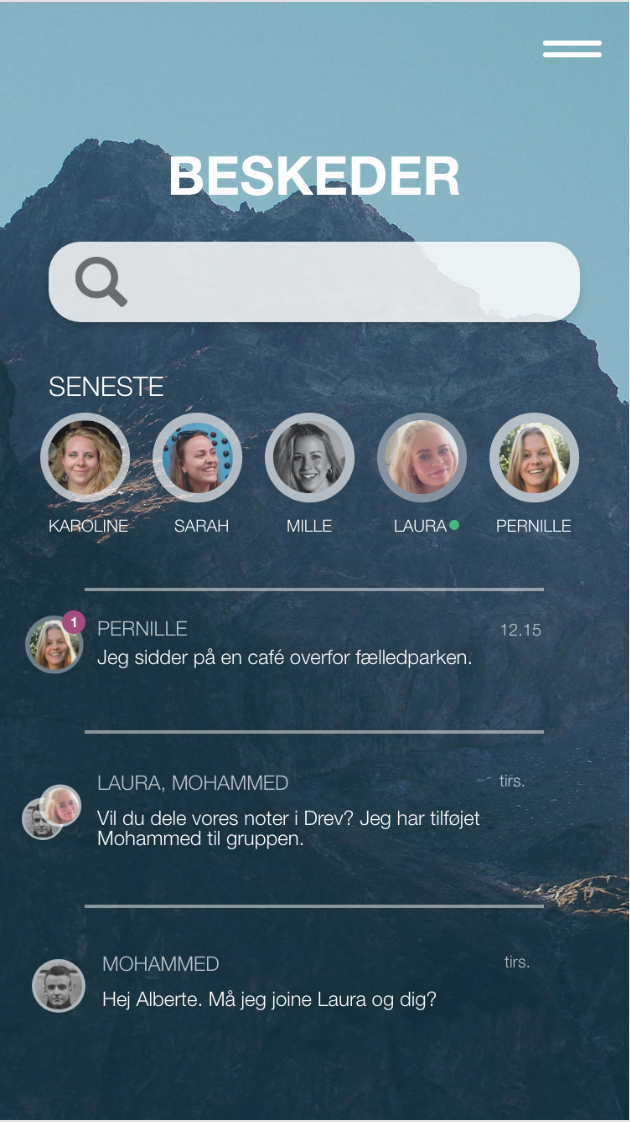 BESKEDER
SENESTE
KAROLINE SARAH MILLE LAURA PERNILLE
1
PERNILLE 12.15
Jeg sidder på en café overfor fælledparken.
LAURA, MOHAMMED tirs.
Vil du dele vores noter i Drev? Jeg har tilføjet
Mohammed til gruppen.
MOHAMMED tirs.
Hej Alberte. Må jeg joine Laura og dig?